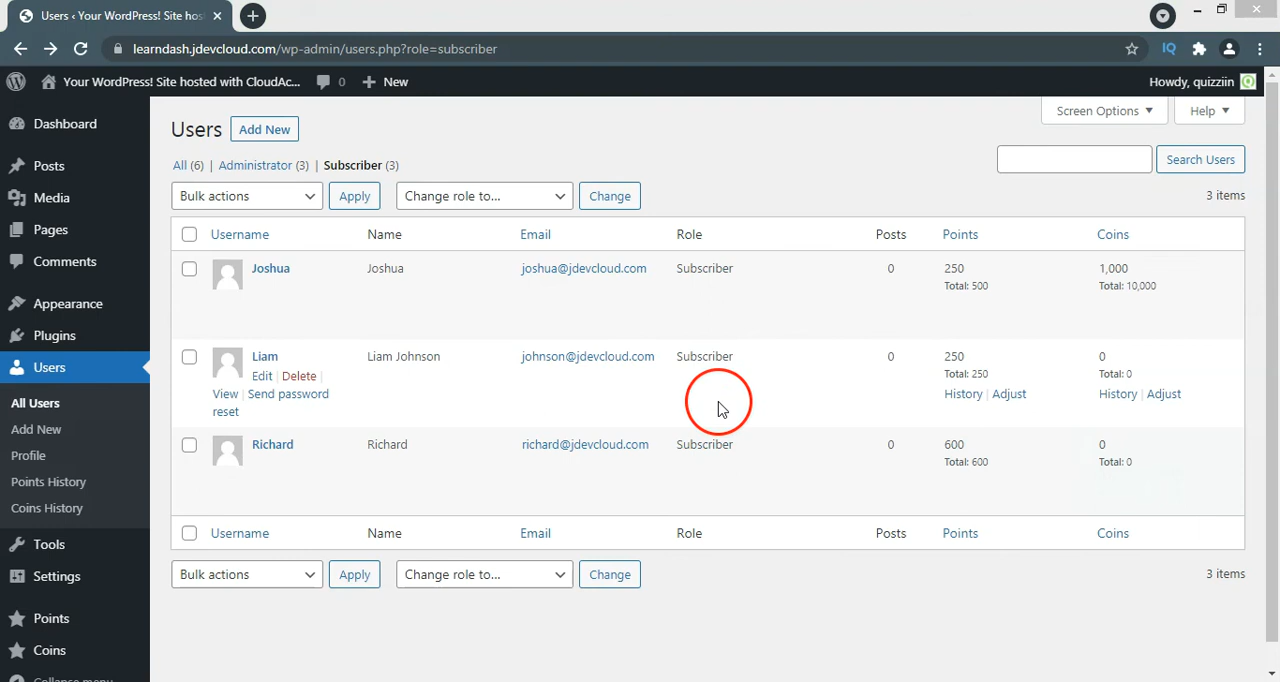 Users ‹ Your WordPress! Site host
learndash.jdevcloud.com/wp-admin/users.php?role=subscriber
IQ
Your WordPress! Site hosted with CloudAc... 0 New
Howdy, quizziin
Screen Options Help
Dashboard
Posts
Media
Pages
Comments
Appearance
Plugins
Users
All Users
Add New
Profile
Points History
Coins History
Tools
Settings
Points
Coins
Collapse menu
Users Add New
All (6) | Administrator (3) | Subscriber (3)
Search Users
Bulk actions Apply Change role to... Change
3 items
Username Name Email Role Posts Points Coins
Joshua Joshua joshua@jdevcloud.com Subscriber 0 250 1,000
Total: 500 Total: 10,000
Liam Liam Johnson johnson@jdevcloud.com Subscriber 0 250 0
Total: 250 Total: 0
Edit | Delete |
View | Send password
reset
History | Adjust History | Adjust
Richard Richard richard@jdevcloud.com Subscriber 0 600 0
Total: 600 Total: 0
Username Name Email Role Posts Points Coins
Bulk actions Apply Change role to... Change
3 items